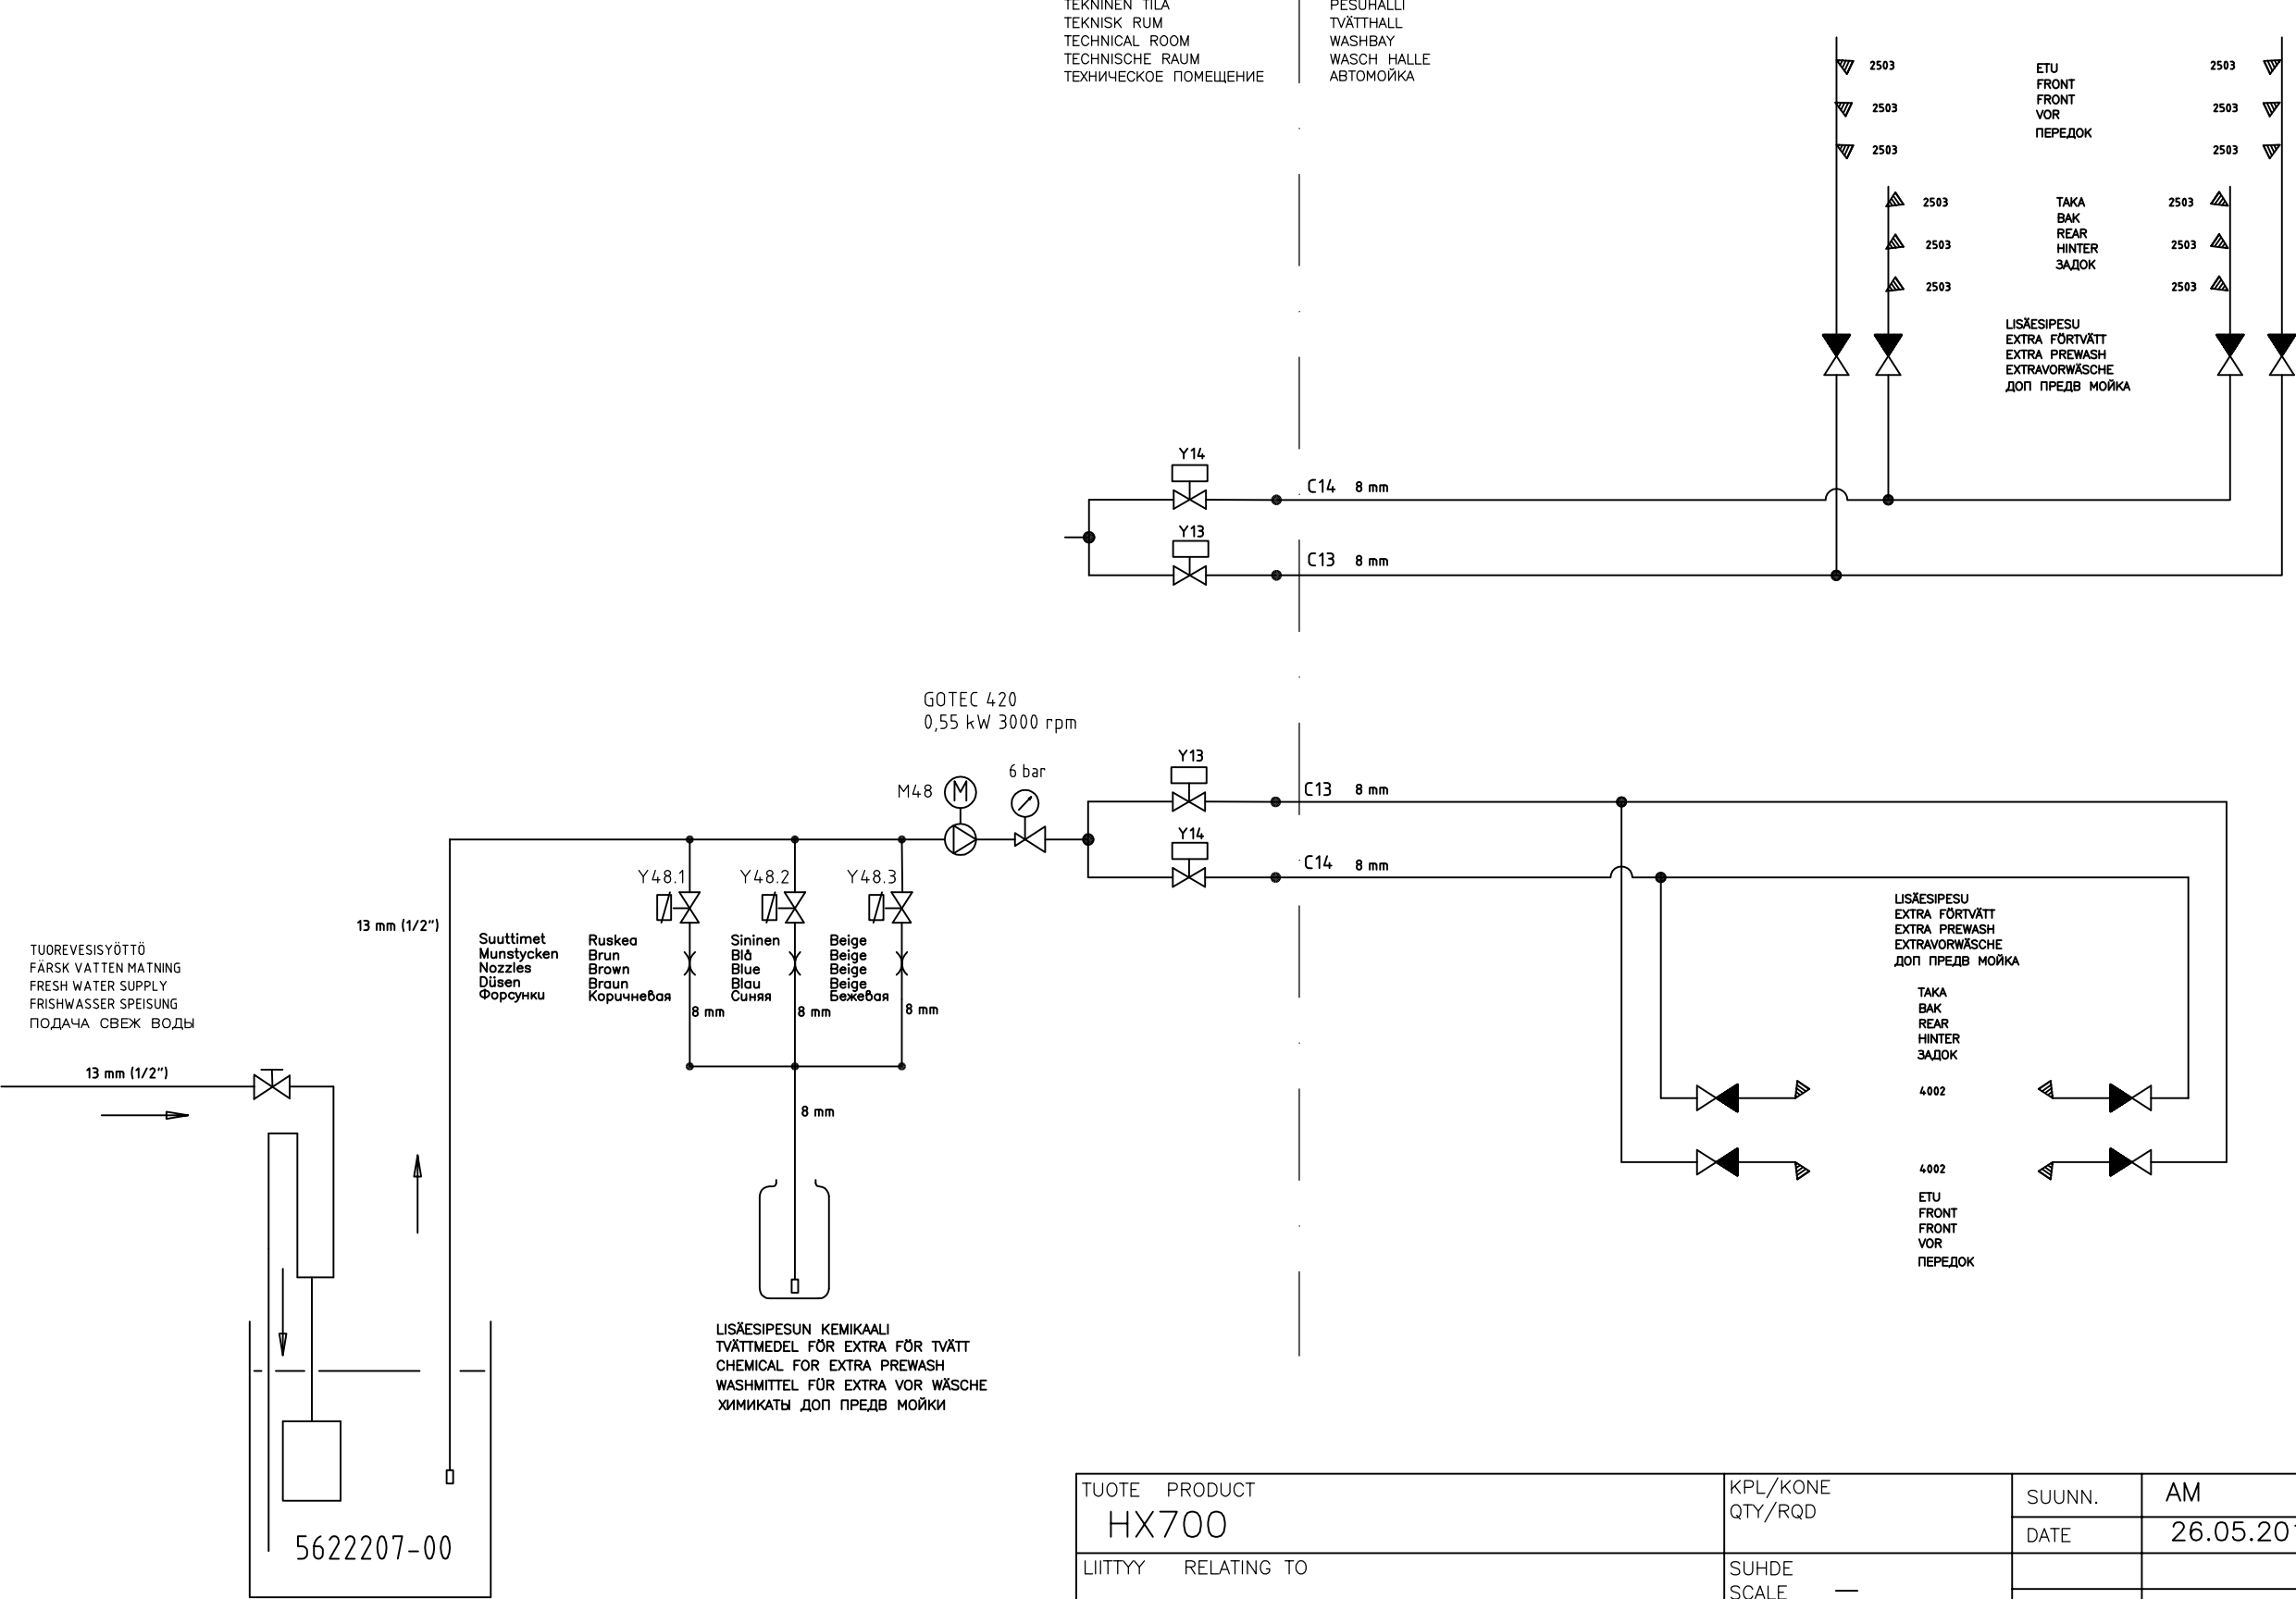 TEKNINEN TILA
TEKNISK RUM
TECHNICAL ROOM
TECHNISCHE RAUM
ТЕХНИЧЕСКОЕ ПОМЕЩЕНИЕ
PESUHALLI
TVÄTTHALL
WASHBAY
WASCH HALLE
АВТОМОЙКА
2503
2503
2503
ETU
FRONT
FRONT
VOR
ПЕРЕДОК
2503
2503
2503
2503
2503
2503
TAKA
BAK
REAR
HINTER
ЗАДОК
2503
2503
2503
LISÄESIPESU
EXTRA FÖRTVÄTT
EXTRA PREWASH
EXTRAVORWÄSCHE
ДОП ПРЕДВ МОЙКА
Y14
C14 8 mm
Y13
C13 8 mm
GOTEC 420
0,55 kW 3000 rpm
M48
M
6 bar
Y13
C13 8 mm
Y14
C14 8 mm
Y48.1
Y48.2
Y48.3
13 mm (1/2")
Suuttimet
Munstycken
Nozzles
Düsen
Форсунки
Ruskea
Brun
Brown
Braun
Коричневая
Sininen
Blå
Blue
Blau
Синяя
Beige
Beige
Beige
Beige
Бежевая
8 mm
8 mm
8 mm
8 mm
TUOREVESISYÖTTÖ
FÄRSK VATTEN MATNING
FRESH WATER SUPPLY
FRISHWASSER SPEISUNG
ПОДАЧА СВЕЖ ВОДЫ
13 mm (1/2")
LISÄESIPESU
EXTRA FÖRTVÄTT
EXTRA PREWASH
EXTRAVORWÄSCHE
ДОП ПРЕДВ МОЙКА
TAKA
BAK
REAR
HINTER
ЗАДОК
4002
4002
ETU
FRONT
FRONT
VOR
ПЕРЕДОК
LISÄESIPESUN KEMIKAALI
TVÄTTMEDEL FÖR EXTRA FÖR TVÄTT
CHEMICAL FOR EXTRA PREWASH
WASHMITTEL FÜR EXTRA VOR WÄSCHE
ХИМИКАТЫ ДОП ПРЕДВ МОЙКИ
5622207-00
TUOTE PRODUCT
HX700
LIITTYY RELATING TO
KPL/KONE
QTY/RQD
SUHDE
SCALE —
SUUNN. AM
DATE 26.05.20